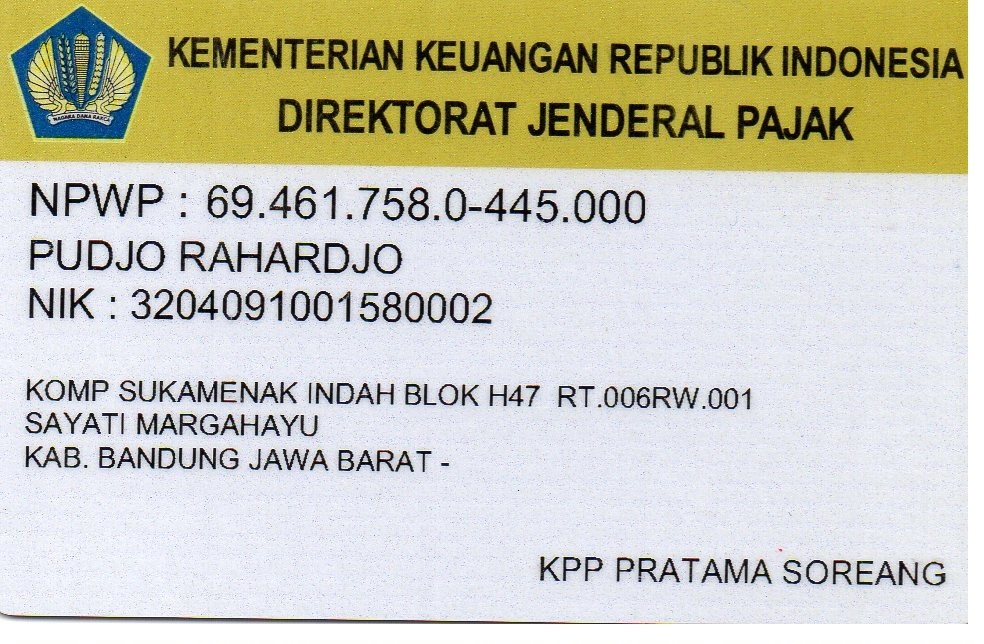 KEMENTERIAN KEUANGAN REPUBLIK INDONESIA
DIREKTORAT JENDERAL PAJAK
NAGARA DANA RAKCA
NPWP : 69.461.758.0-445.000
PUDJO RAHARDJO
NIK : 3204091001580002
KOMP SUKAMENAK INDAH BLOK H47 RT.006RW.001
SAYATI MARGAHAYU
KAB. BANDUNG JAWA BARAT -
KPP PRATAMA SOREANG